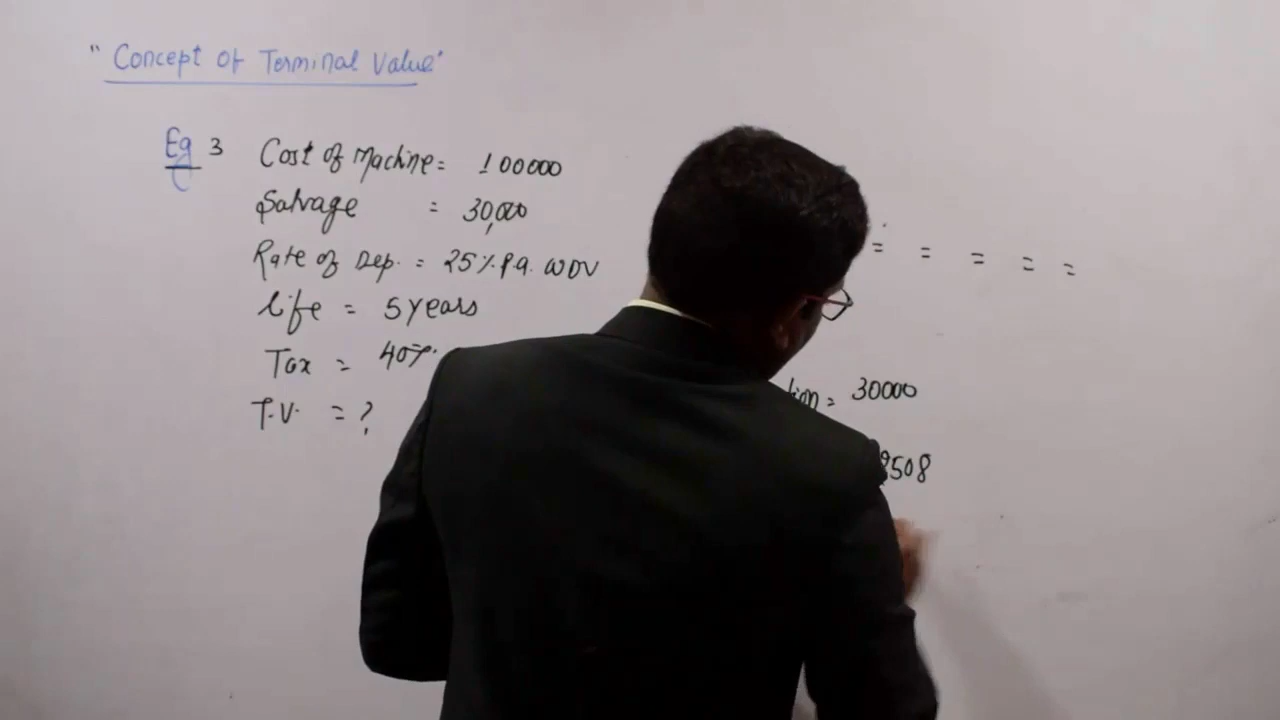 "Concept of Terminal Value"
Eg 3 Cost of Machine = 100000
Salvage = 30,000
Rate of Dep. = 25% P.a. WDV
= = = = =
Life = 5 years
Tax = 40%.
= 30000
T.V. = ?
508